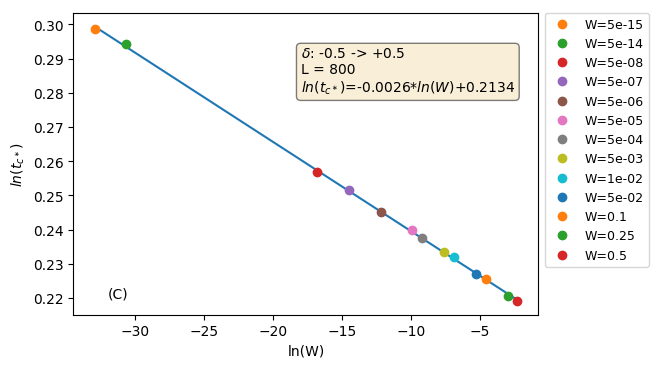 0.30
0.29
0.28
0.27
0.26
0.25
0.24
0.23
0.22
ln(t_{c*})
δ: -0.5 -> +0.5
L = 800
ln(t_{c*})=-0.0026*ln(W)+0.2134
(C)
−30
−25
−20
−15
−10
−5
ln(W)
W=5e-15
W=5e-14
W=5e-08
W=5e-07
W=5e-06
W=5e-05
W=5e-04
W=5e-03
W=1e-02
W=5e-02
W=0.1
W=0.25
W=0.5